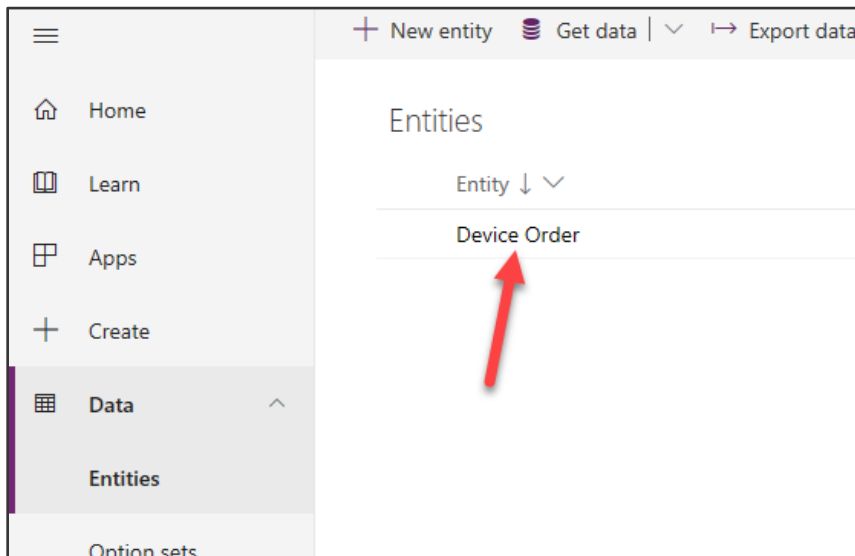 New entity Get data Export data
Home
Learn
Apps
Create
Data
Entities
Option sets
Entities
Entity
Device Order